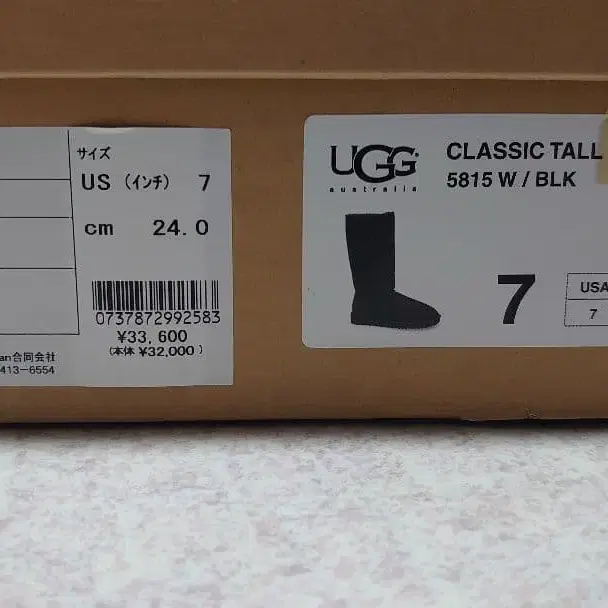 サイズ
US (インチ) 7
cm 24.0
0737872992583
¥33,600
(本体 ¥32,000 )
an合同会社
413-6554
UGG
australia
CLASSIC TALL
5815 W / BLK
7
USA
7